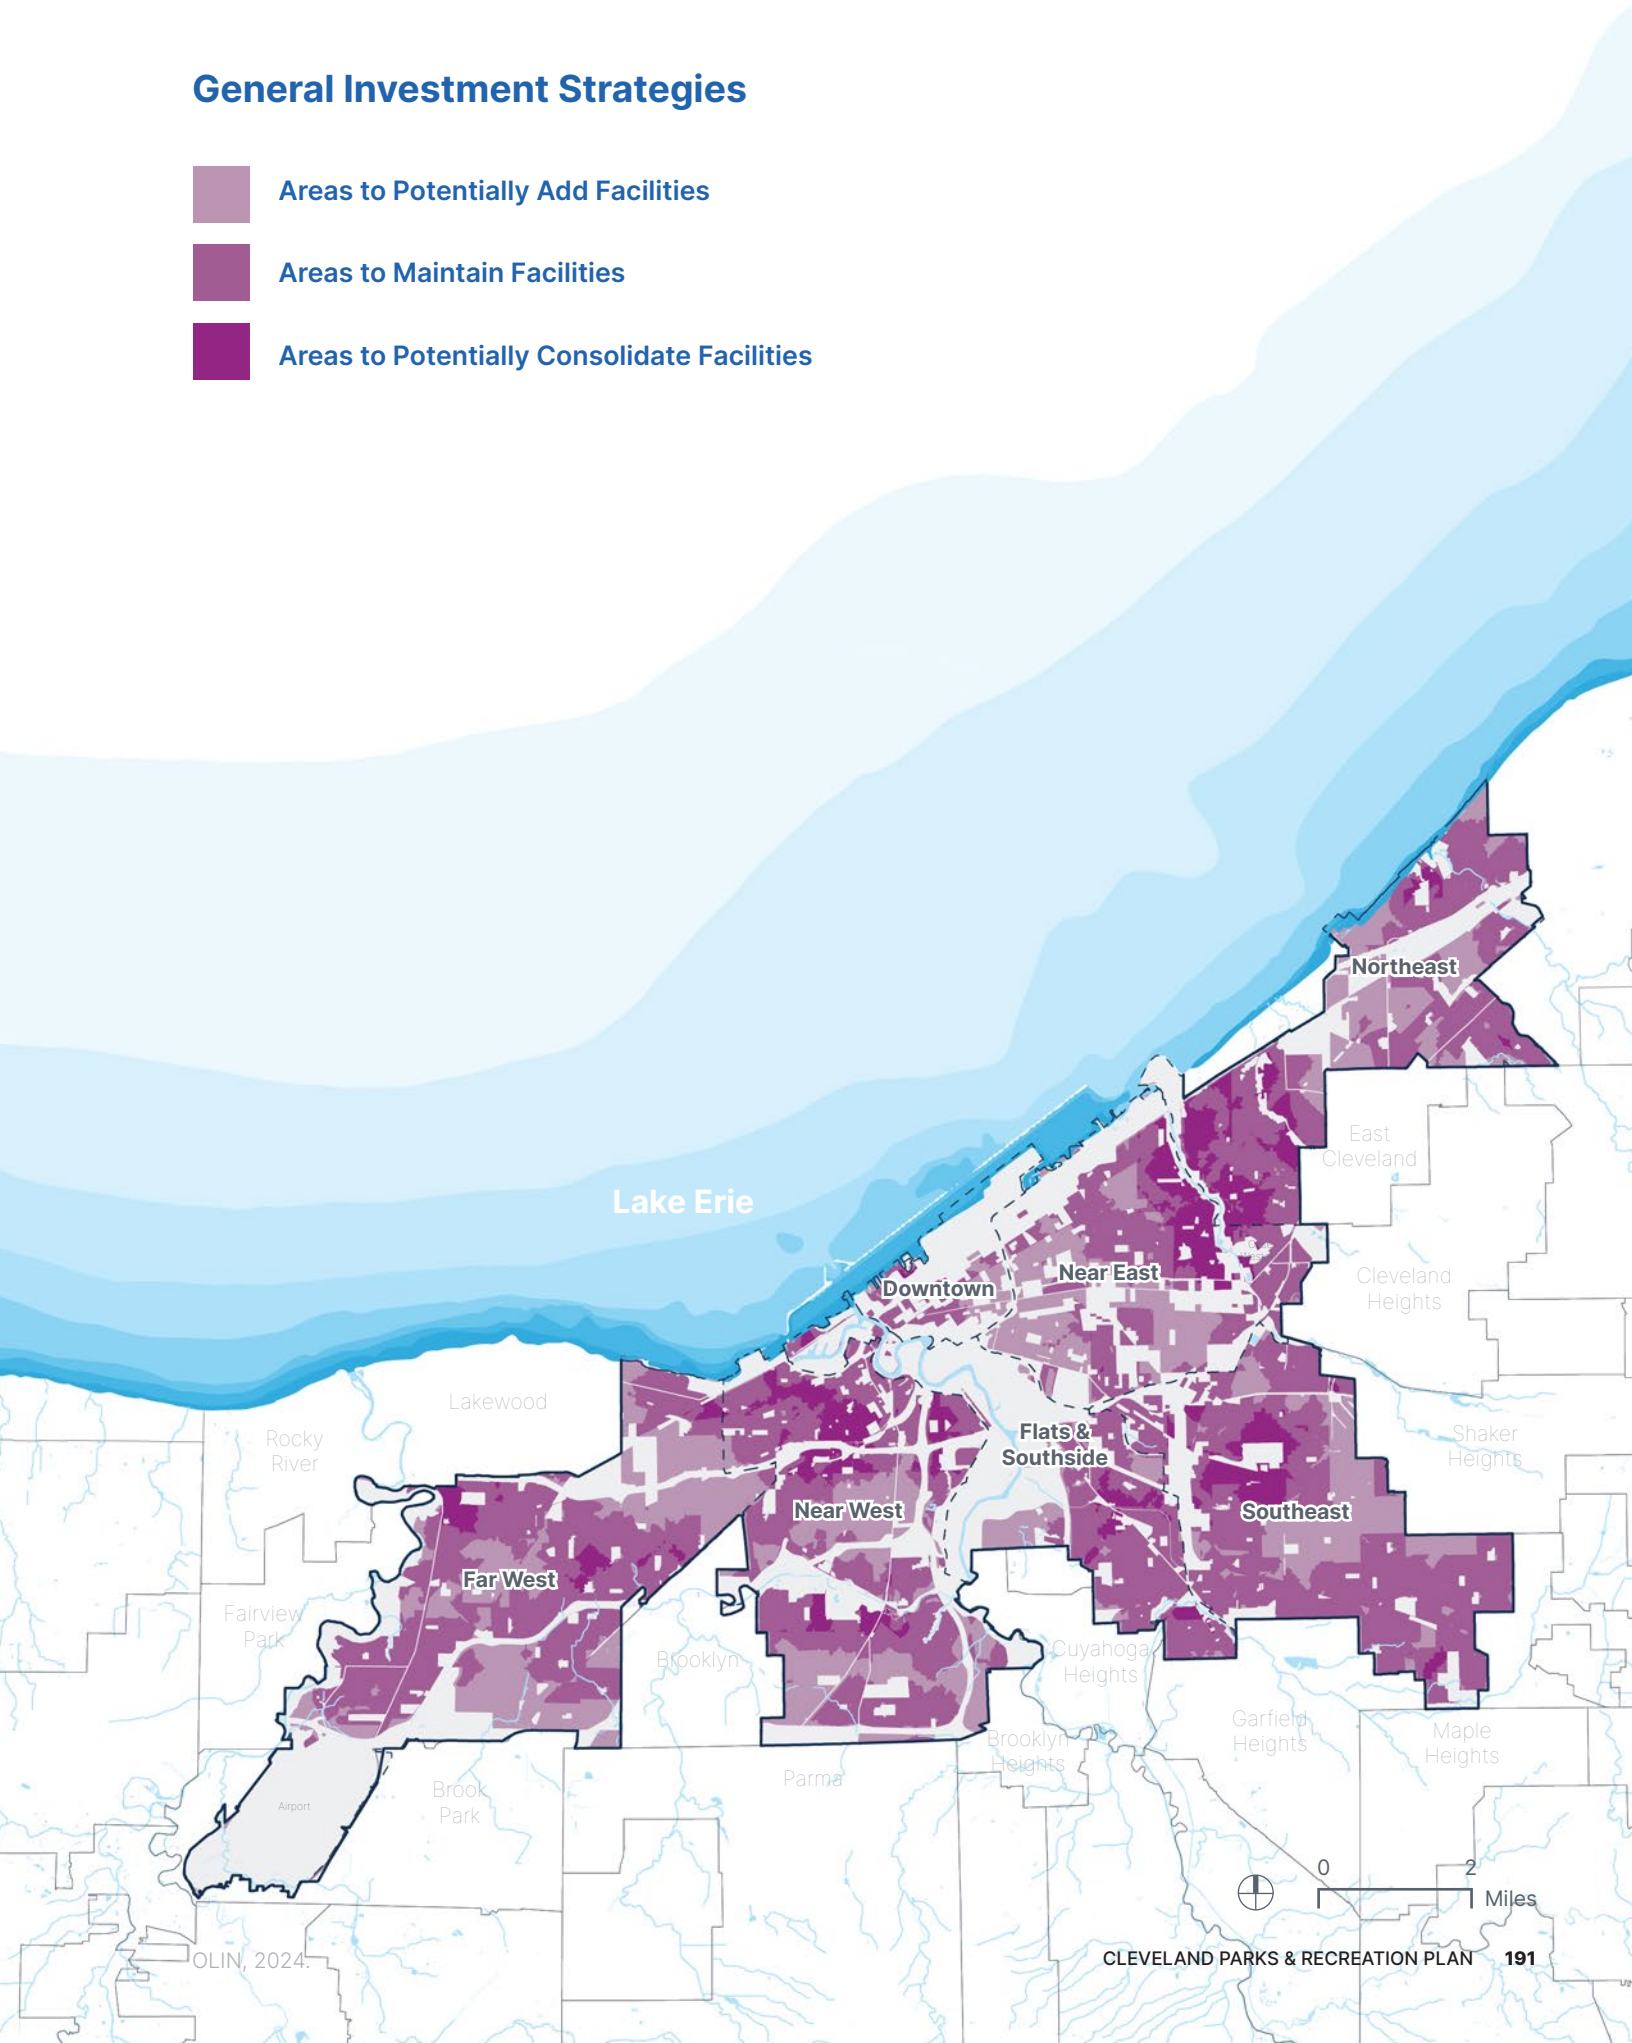 General Investment Strategies
Areas to Potentially Add Facilities
Areas to Maintain Facilities
Areas to Potentially Consolidate Facilities
Northeast
East
Cleveland
Lake Erie
Near East
Downtown
Cleveland
Heights
Lakewood
Rocky
River
Flats &
Southside
Shaker
Heights
Near West
Southeast
Far West
Fairview
Park
Brooklyn
Cuyahoga
Heights
Garfield
Heights
Maple
Heights
Brooklyn
Heights
Parma
Brook
Park
Airport
0 2
Miles
OLIN, 2024.
CLEVELAND PARKS & RECREATION PLAN 191